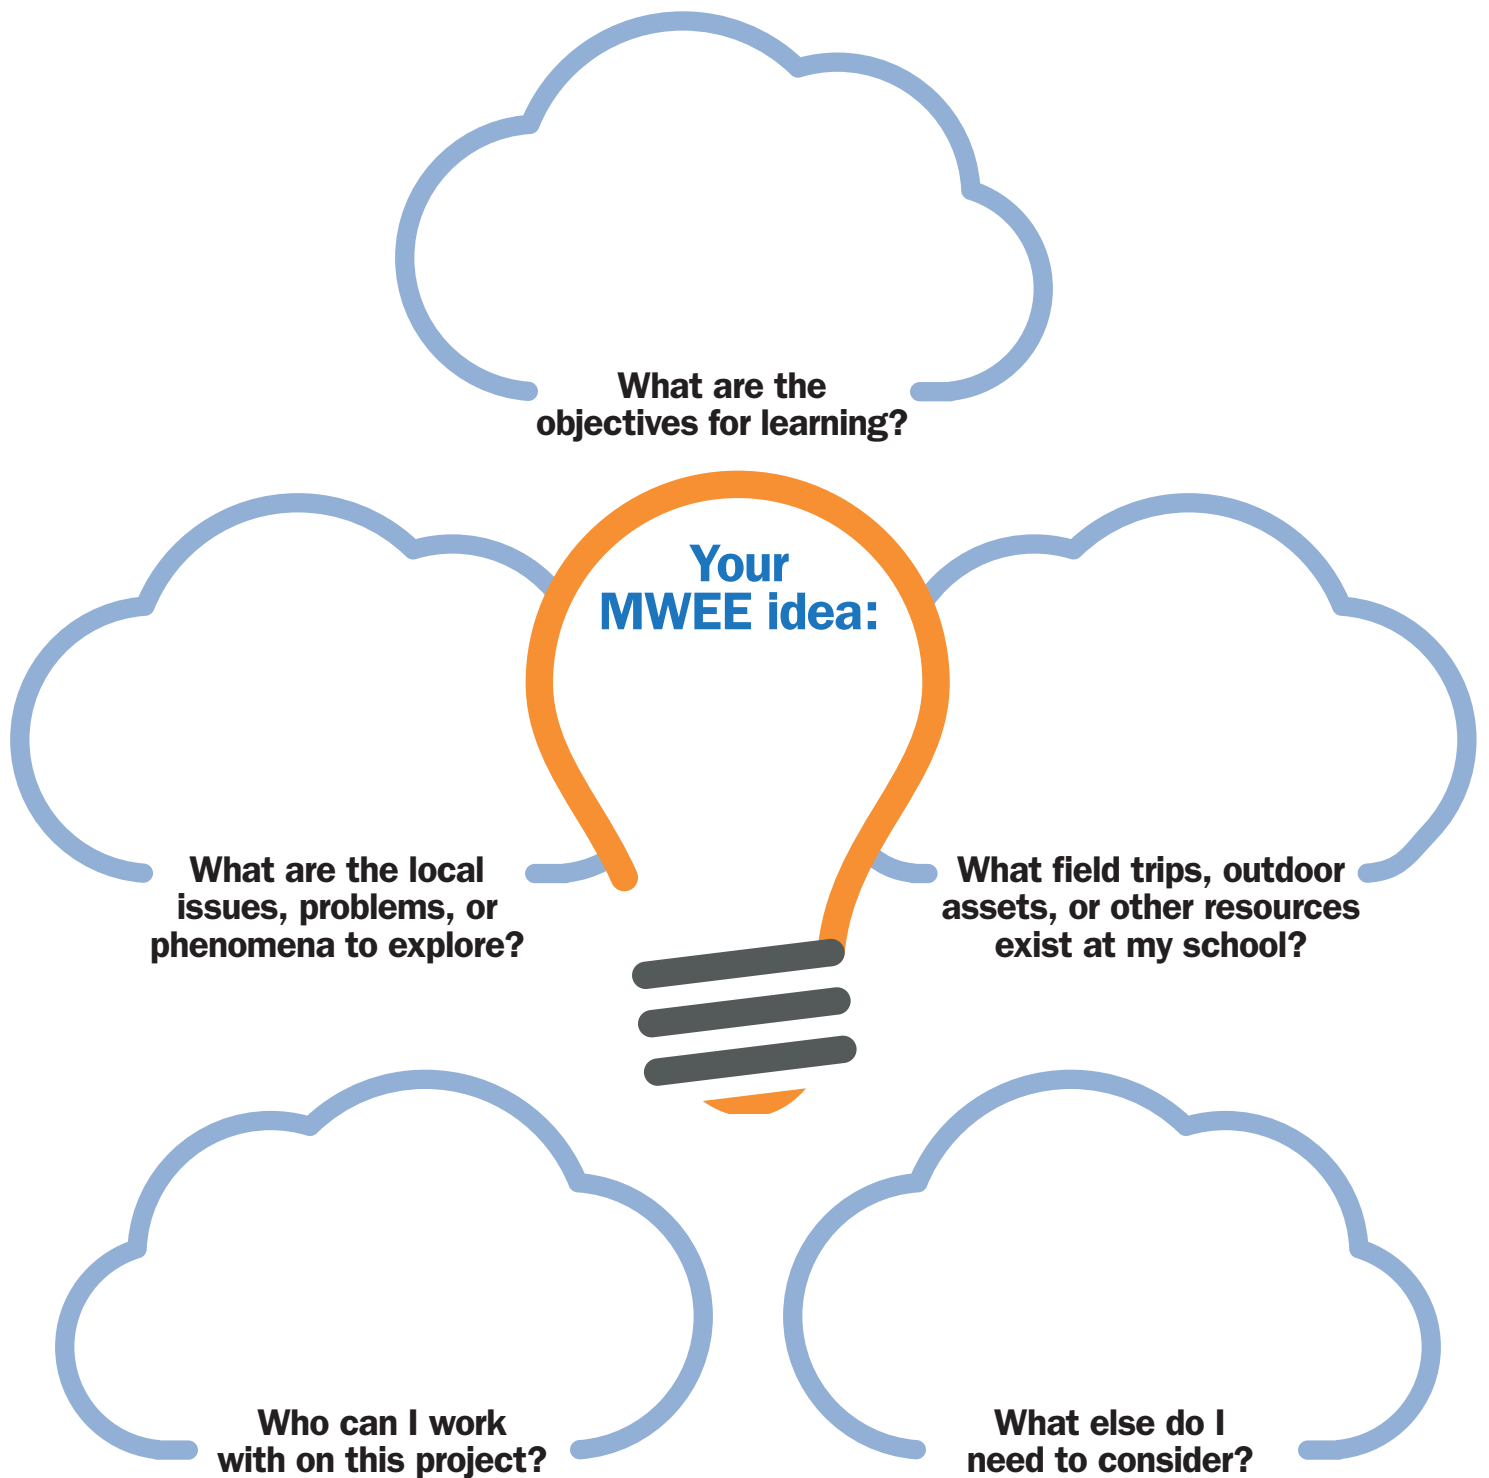 What are the
objectives for learning?
Your
MWEE idea:
What are the local
issues, problems, or
phenomena to explore?
What field trips, outdoor
assets, or other resources
exist at my school?
Who can I work
with on this project?
What else do I
need to consider?